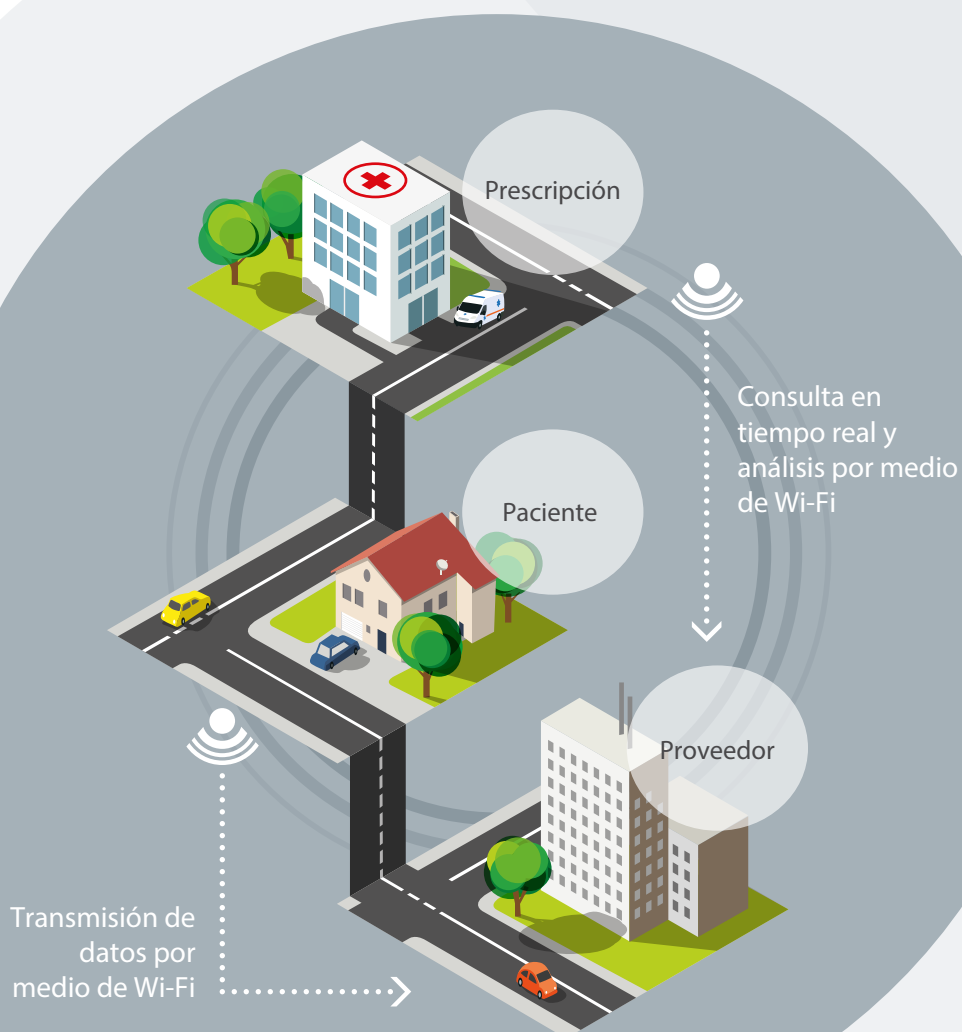 Prescripción
Consulta en
tiempo real y
análisis por medio
de Wi-Fi
Paciente
Proveedor
Transmisión de
datos por
medio de Wi-Fi